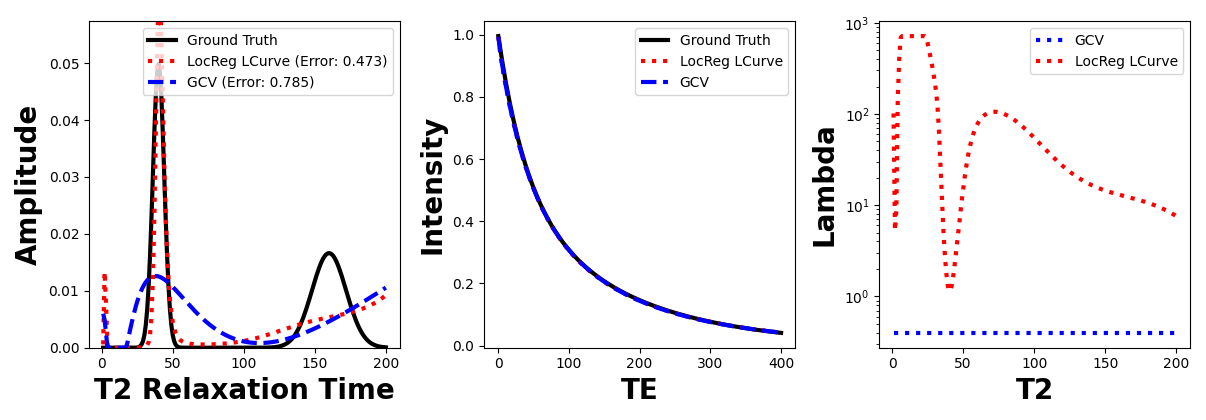 Amplitude
0.05
0.04
0.03
0.02
0.01
0.00
Ground Truth
LocReg LCurve (Error: 0.473)
GCV (Error: 0.785)
0 50 100 150 200
T2 Relaxation Time
Intensity
1.0
0.8
0.6
0.4
0.2
0.0
Ground Truth
LocReg LCurve
GCV
0 100 200 300 400
TE
Lambda
10³
10²
10¹
10⁰
GCV
LocReg LCurve
0 50 100 150 200
T2